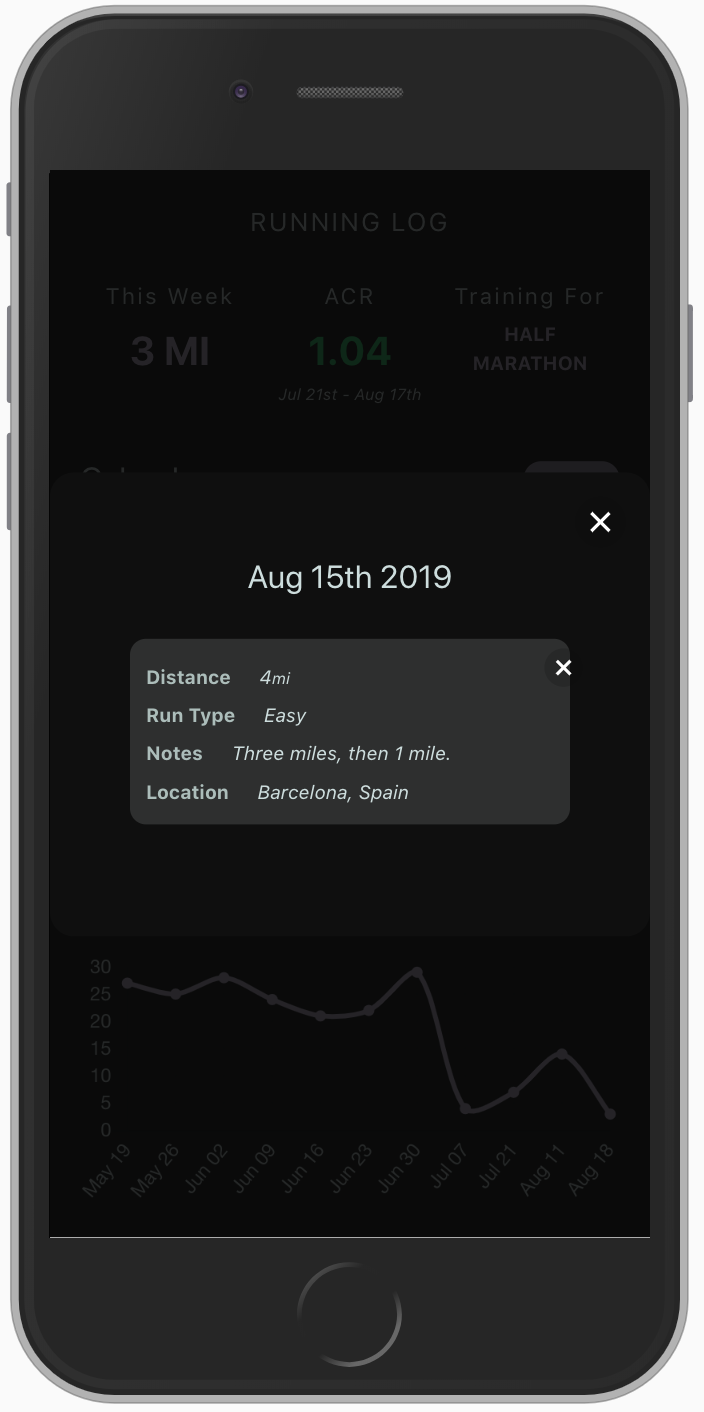 RUNNING LOG
This Week ACR Training For
3 MI 1.04 HALF
MARATHON
Jul 21st - Aug 17th
Aug 15th 2019
Distance 4mi
Run Type Easy
Notes Three miles, then 1 mile.
Location Barcelona, Spain
30
25
20
15
10
5
0
May 19 May 26 Jun 02 Jun 09 Jun 16 Jun 23 Jun 30 Jul 07 Jul 21 Aug 11 Aug 18